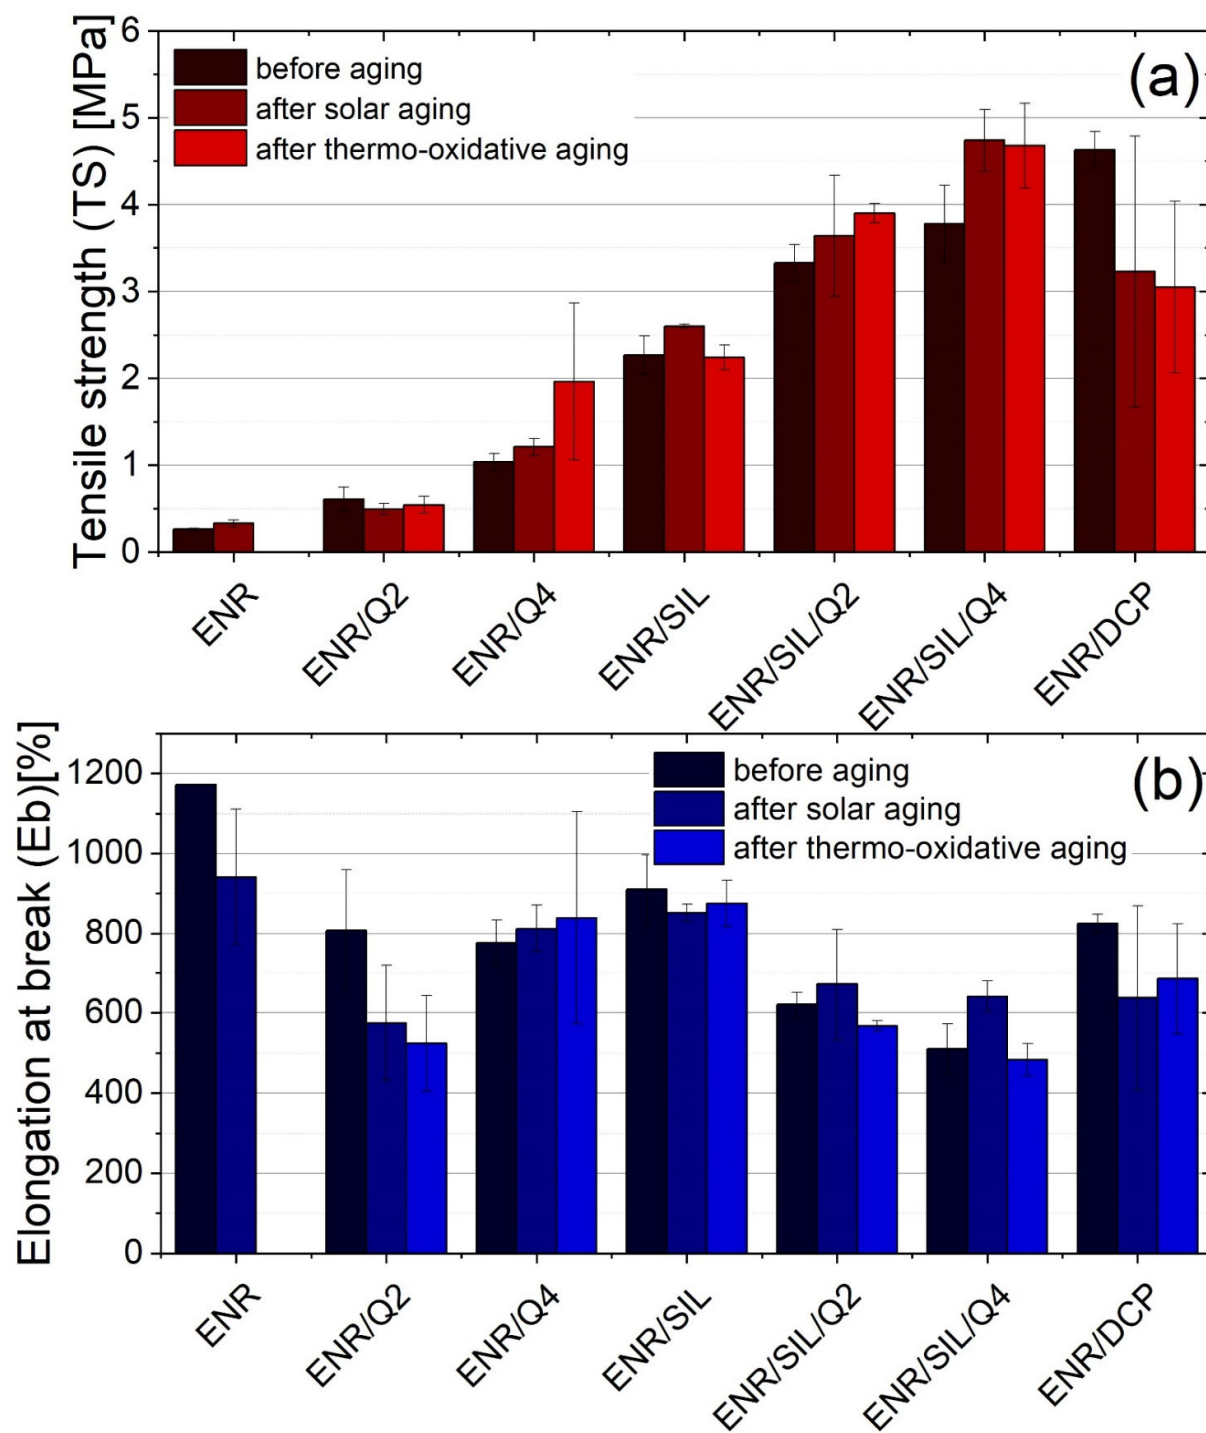 Tensile strength (TS) [MPa]
6
5
4
3
2
1
0
before aging
after solar aging
after thermo-oxidative aging
(a)
ENR
ENR/Q2
ENR/Q4
ENR/SIL
ENR/SIL/Q2
ENR/SIL/Q4
ENR/DCP
Elongation at break (Eb)[%]
1200
1000
800
600
400
200
0
before aging
after solar aging
after thermo-oxidative aging
(b)
ENR
ENR/Q2
ENR/Q4
ENR/SIL
ENR/SIL/Q2
ENR/SIL/Q4
ENR/DCP